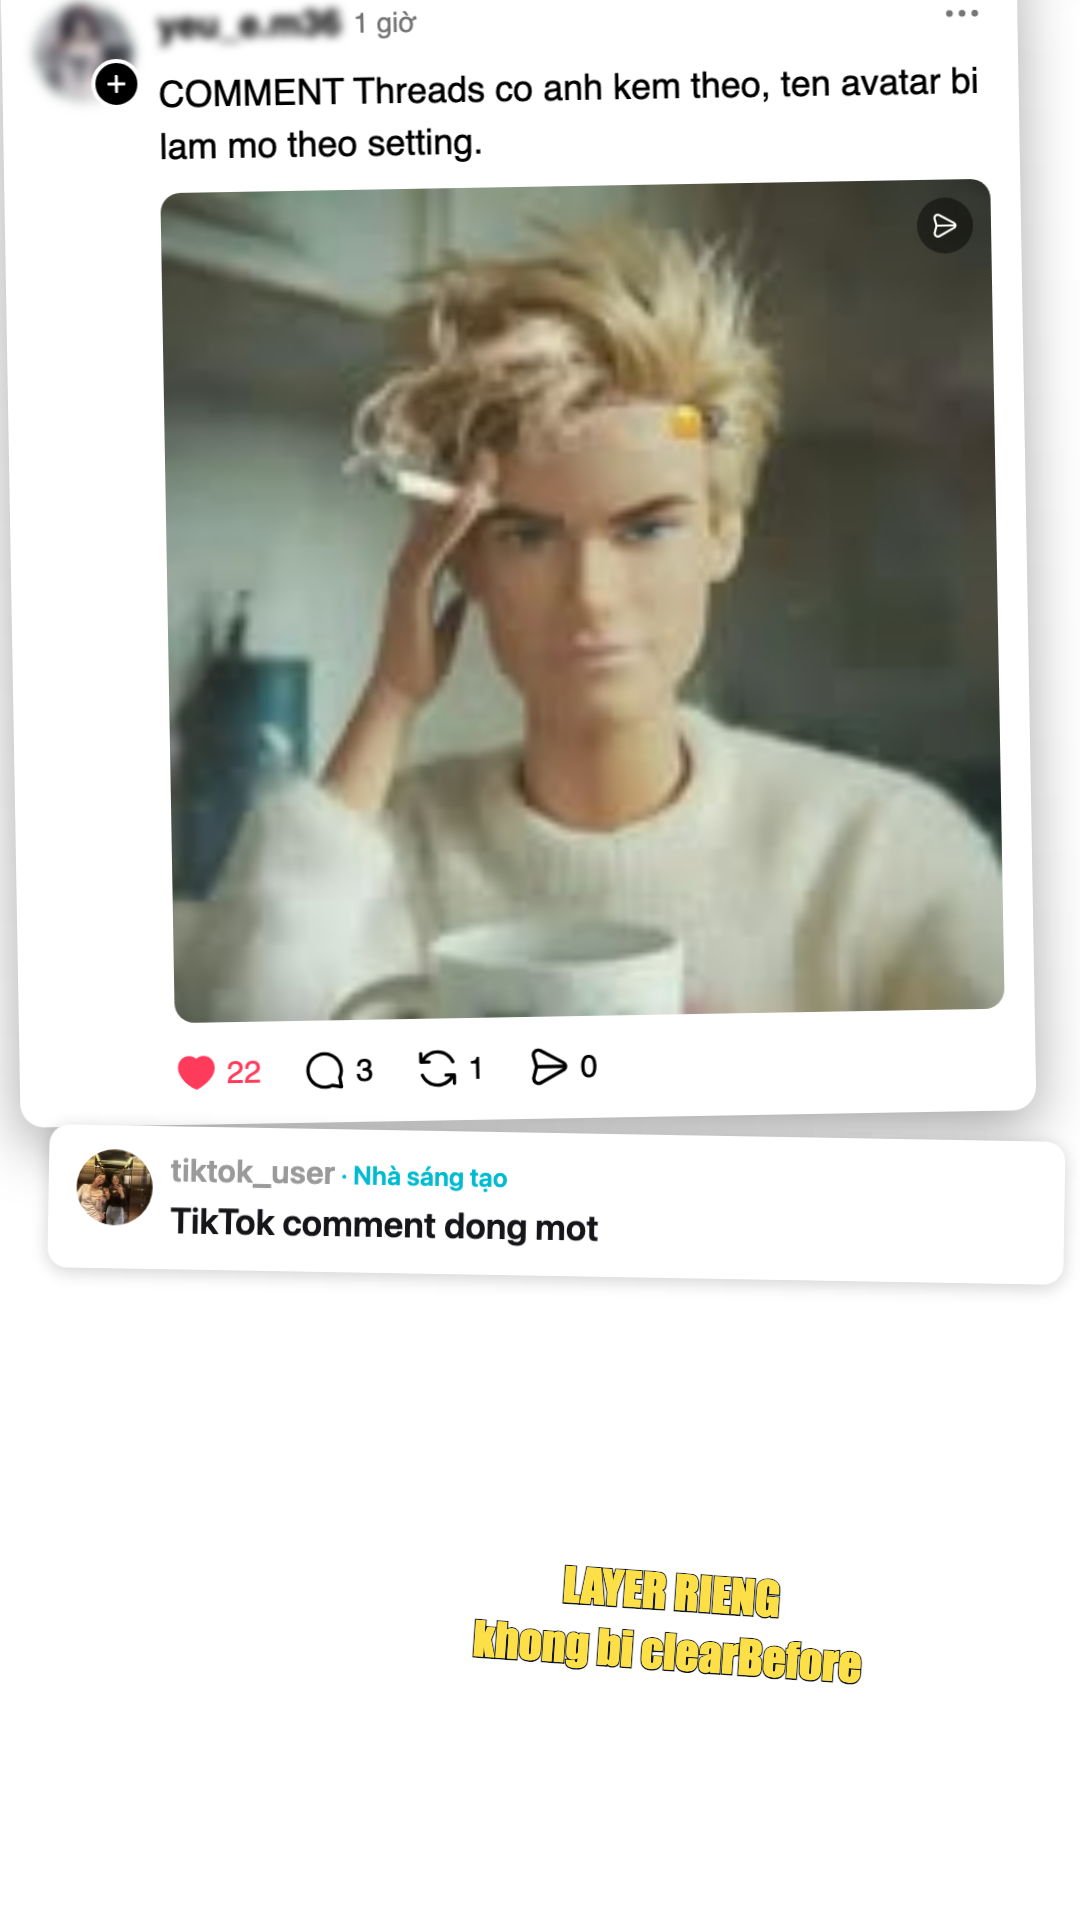 1 giờ
COMMENT Threads co anh kem theo, ten avatar bi
lam mo theo setting.
22 3 1 0
tiktok_user · Nhà sáng tạo
TikTok comment dong mot
LAYER RIENG
khong bi clearBefore